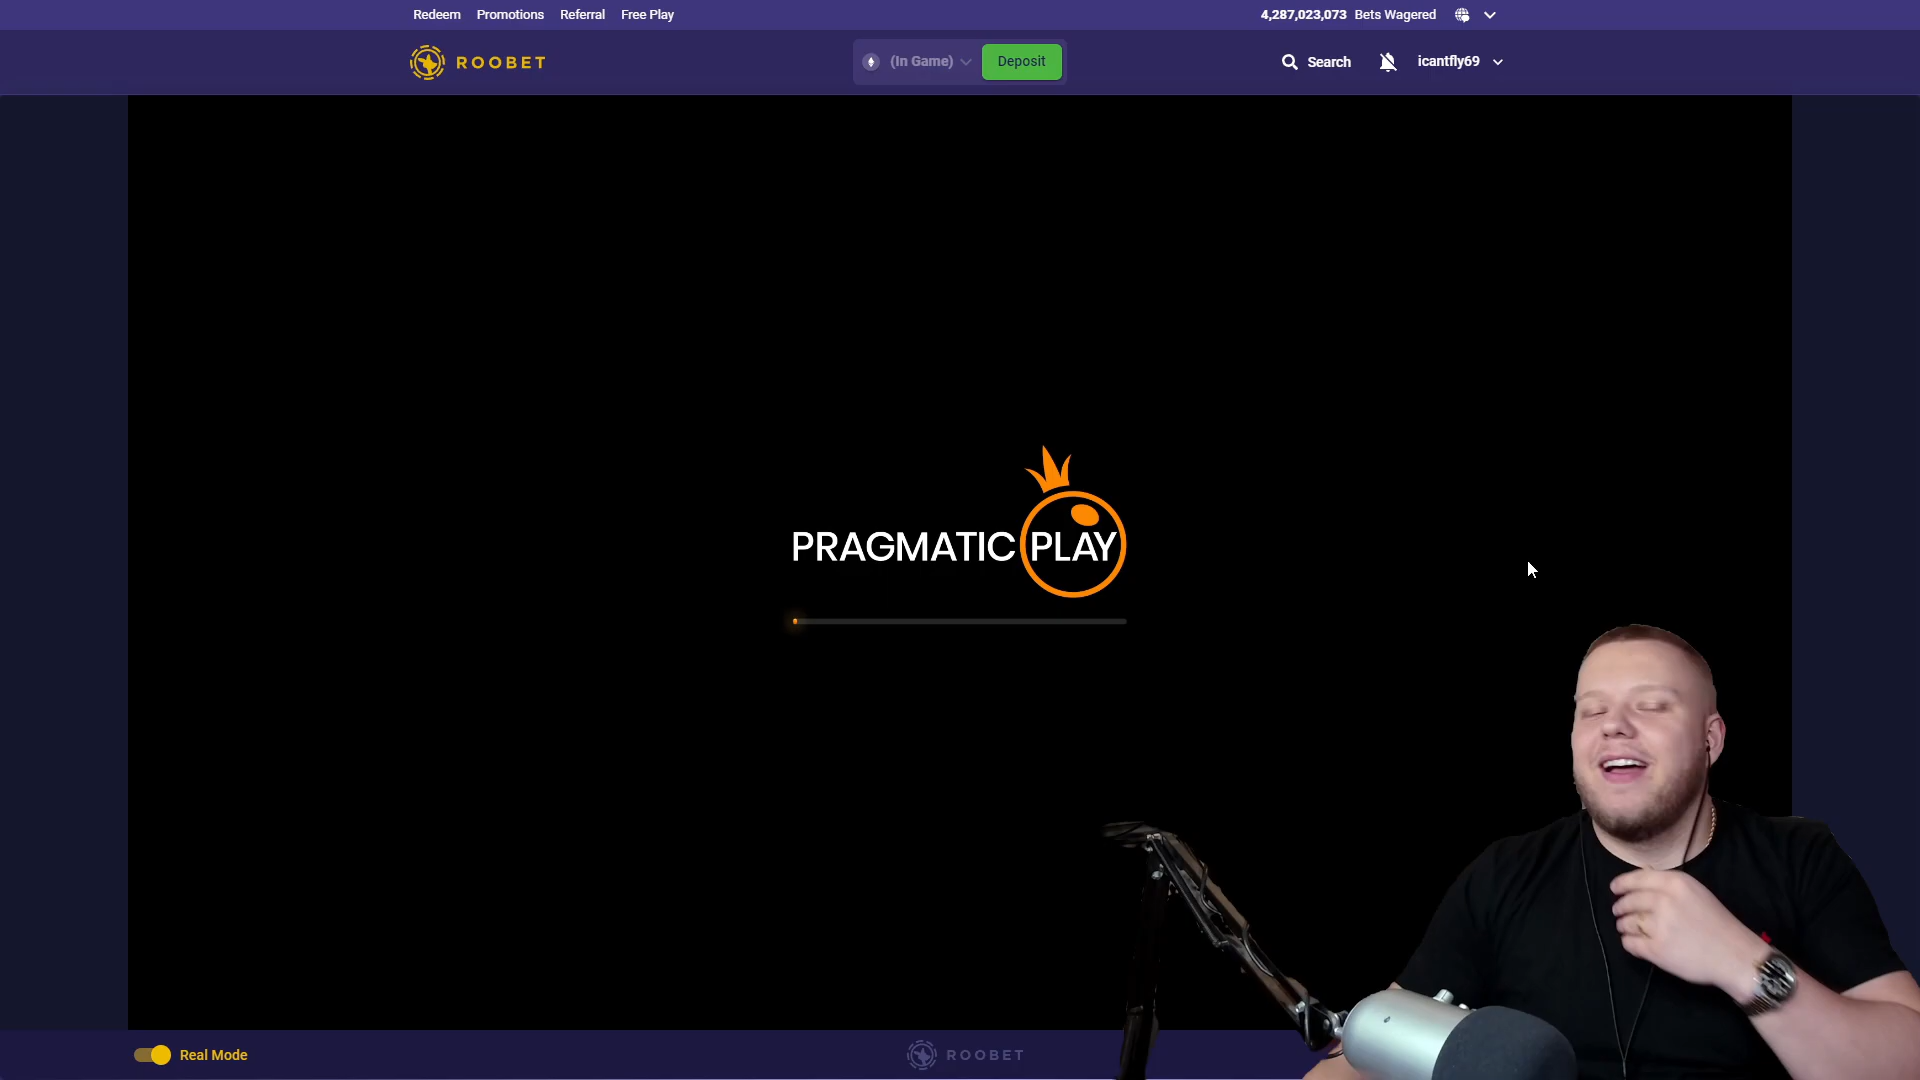 Redeem Promotions Referral Free Play
4,287,023,073 Bets Wagered
ROOBET
(In Game)
Deposit
Search
icantfly69
PRAGMATIC PLAY
Real Mode
ROOBET